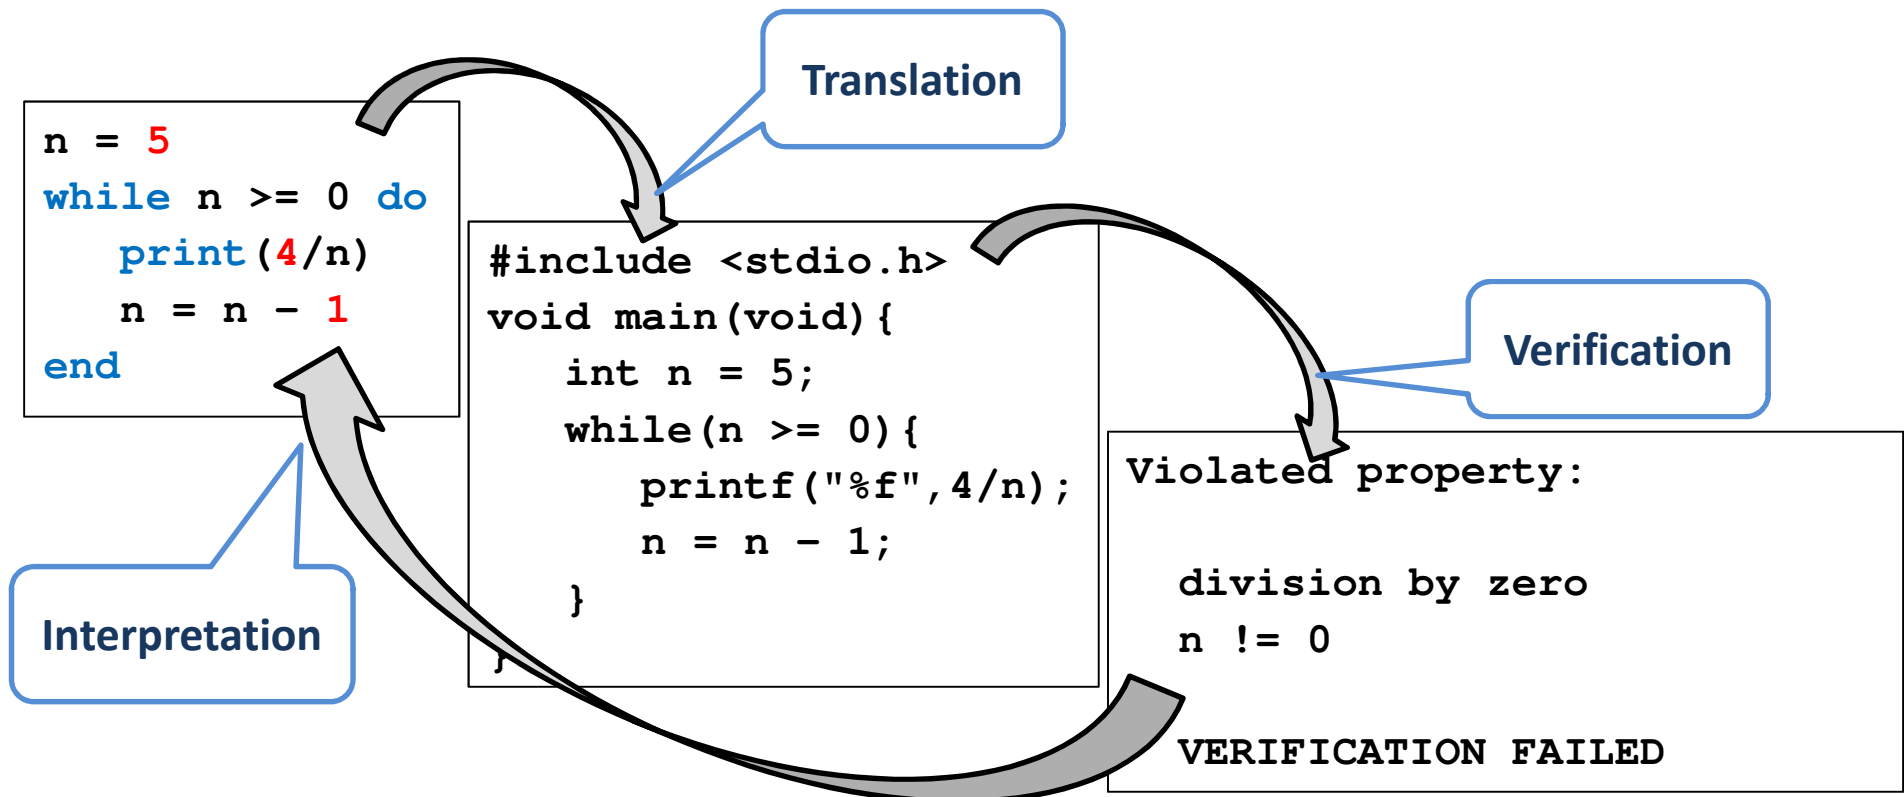 Translation
n = 5
while n >= 0 do
print(4/n)
n = n – 1
end
#include <stdio.h>
void main(void){
int n = 5;
while(n >= 0){
printf("%f",4/n);
n = n – 1;
}
}
Verification
Violated property:
division by zero
n != 0
VERIFICATION FAILED
Interpretation